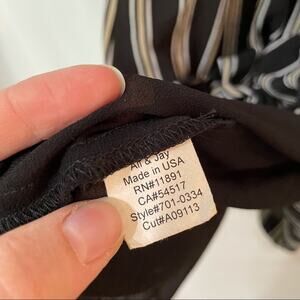 Ali & Jay
Made in USA
RN#11891
CA#54517
Style#701-0334
Cut#A09113